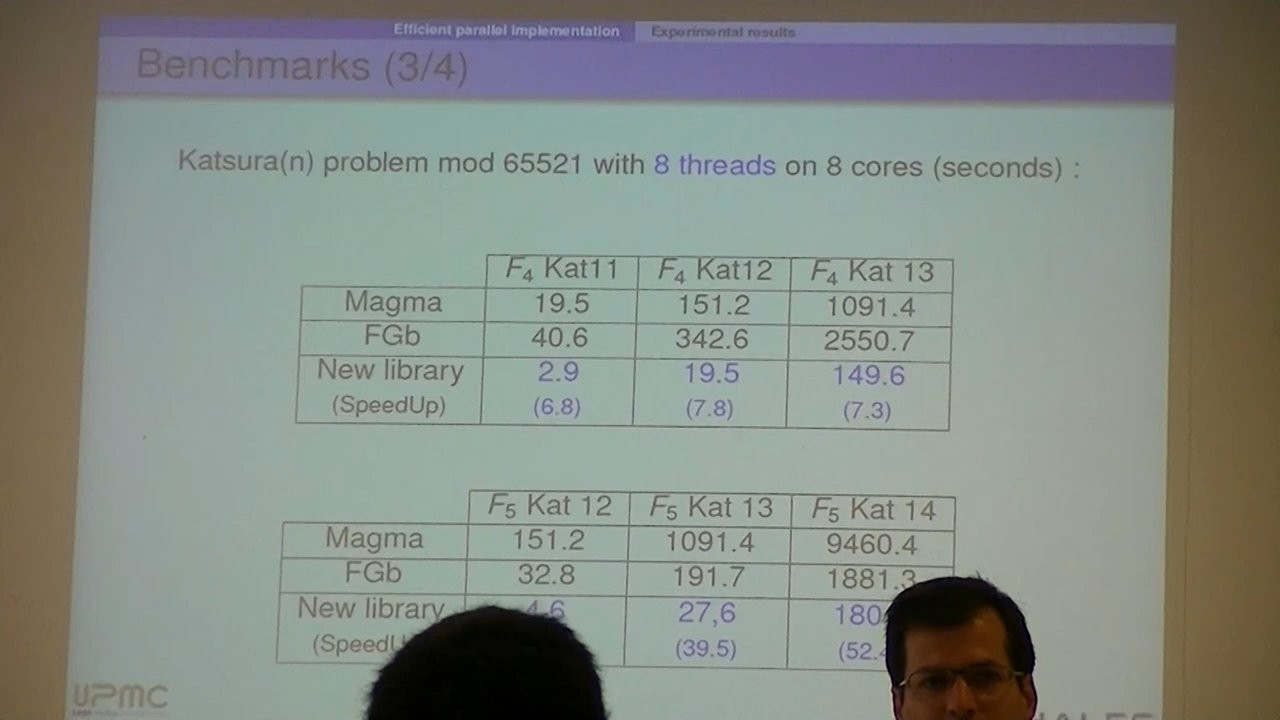 Efficient parallel implementation Experimental results
Benchmarks (3/4)
Katsura(n) problem mod 65521 with 8 threads on 8 cores (seconds) :
F4 Kat11 F4 Kat12 F4 Kat 13
Magma 19.5 151.2 1091.4
FGb 40.6 342.6 2550.7
New library 2.9 19.5 149.6
(SpeedUp) (6.8) (7.8) (7.3)
F5 Kat 12 F5 Kat 13 F5 Kat 14
Magma 151.2 1091.4 9460.4
FGb 32.8 191.7 1881.3
New library 4.6 27,6 180
(39.5) (52.
UPMC